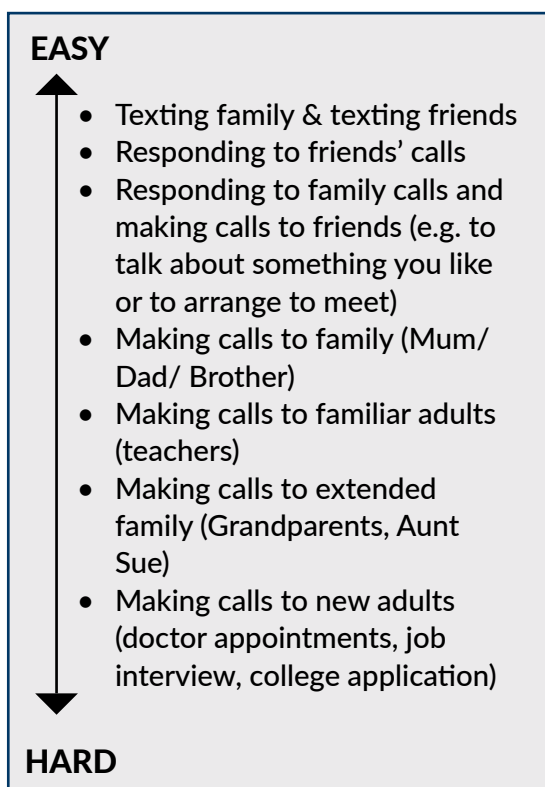 EASY
• Texting family & texting friends
• Responding to friends’ calls
• Responding to family calls and
making calls to friends (e.g. to
talk about something you like
or to arrange to meet)
• Making calls to family (Mum/
Dad/ Brother)
• Making calls to familiar adults
(teachers)
• Making calls to extended
family (Grandparents, Aunt
Sue)
• Making calls to new adults
(doctor appointments, job
interview, college application)
HARD